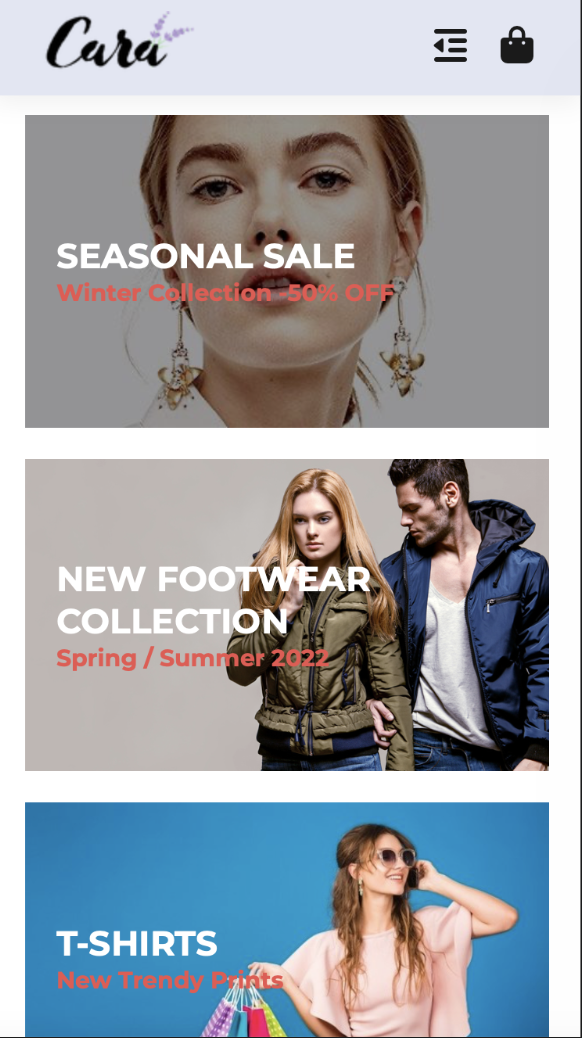 Cara
SEASONAL SALE
Winter Collection -50% OFF
NEW FOOTWEAR
COLLECTION
Spring / Summer 2022
T-SHIRTS
New Trendy Prints